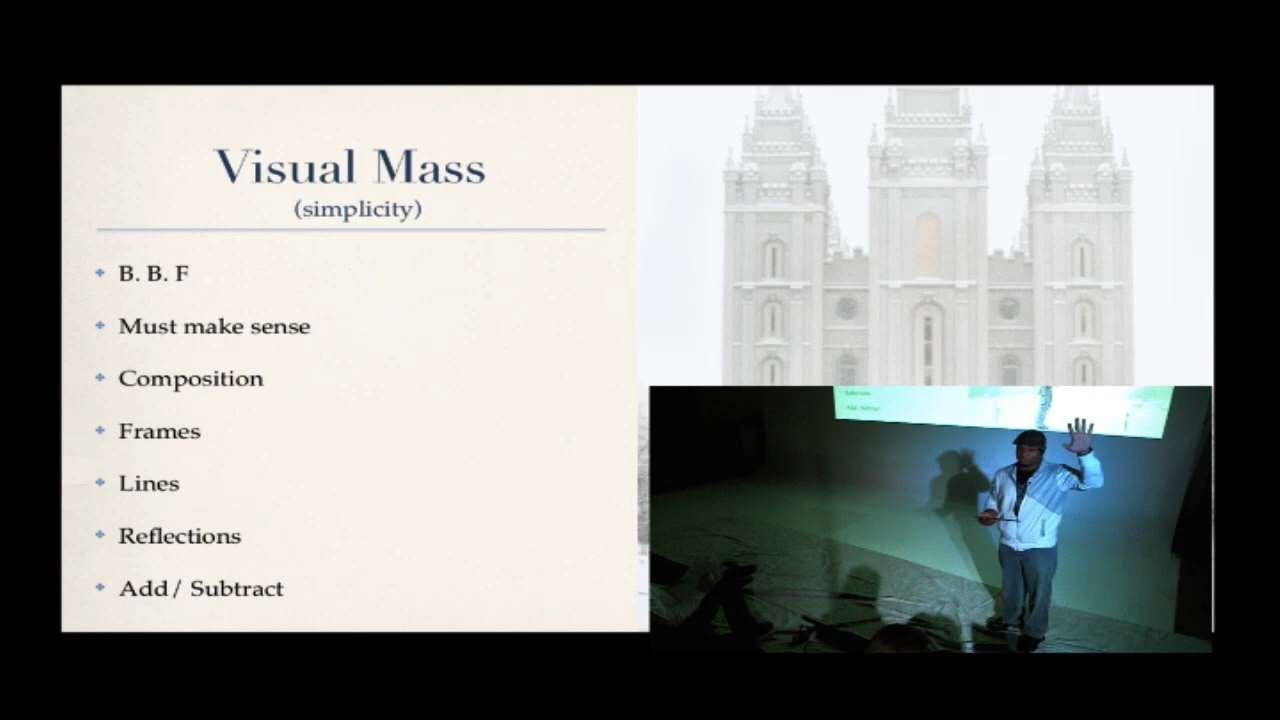 Visual Mass
(simplicity)
B. B. F
Must make sense
Composition
Frames
Lines
Reflections
Add / Subtract